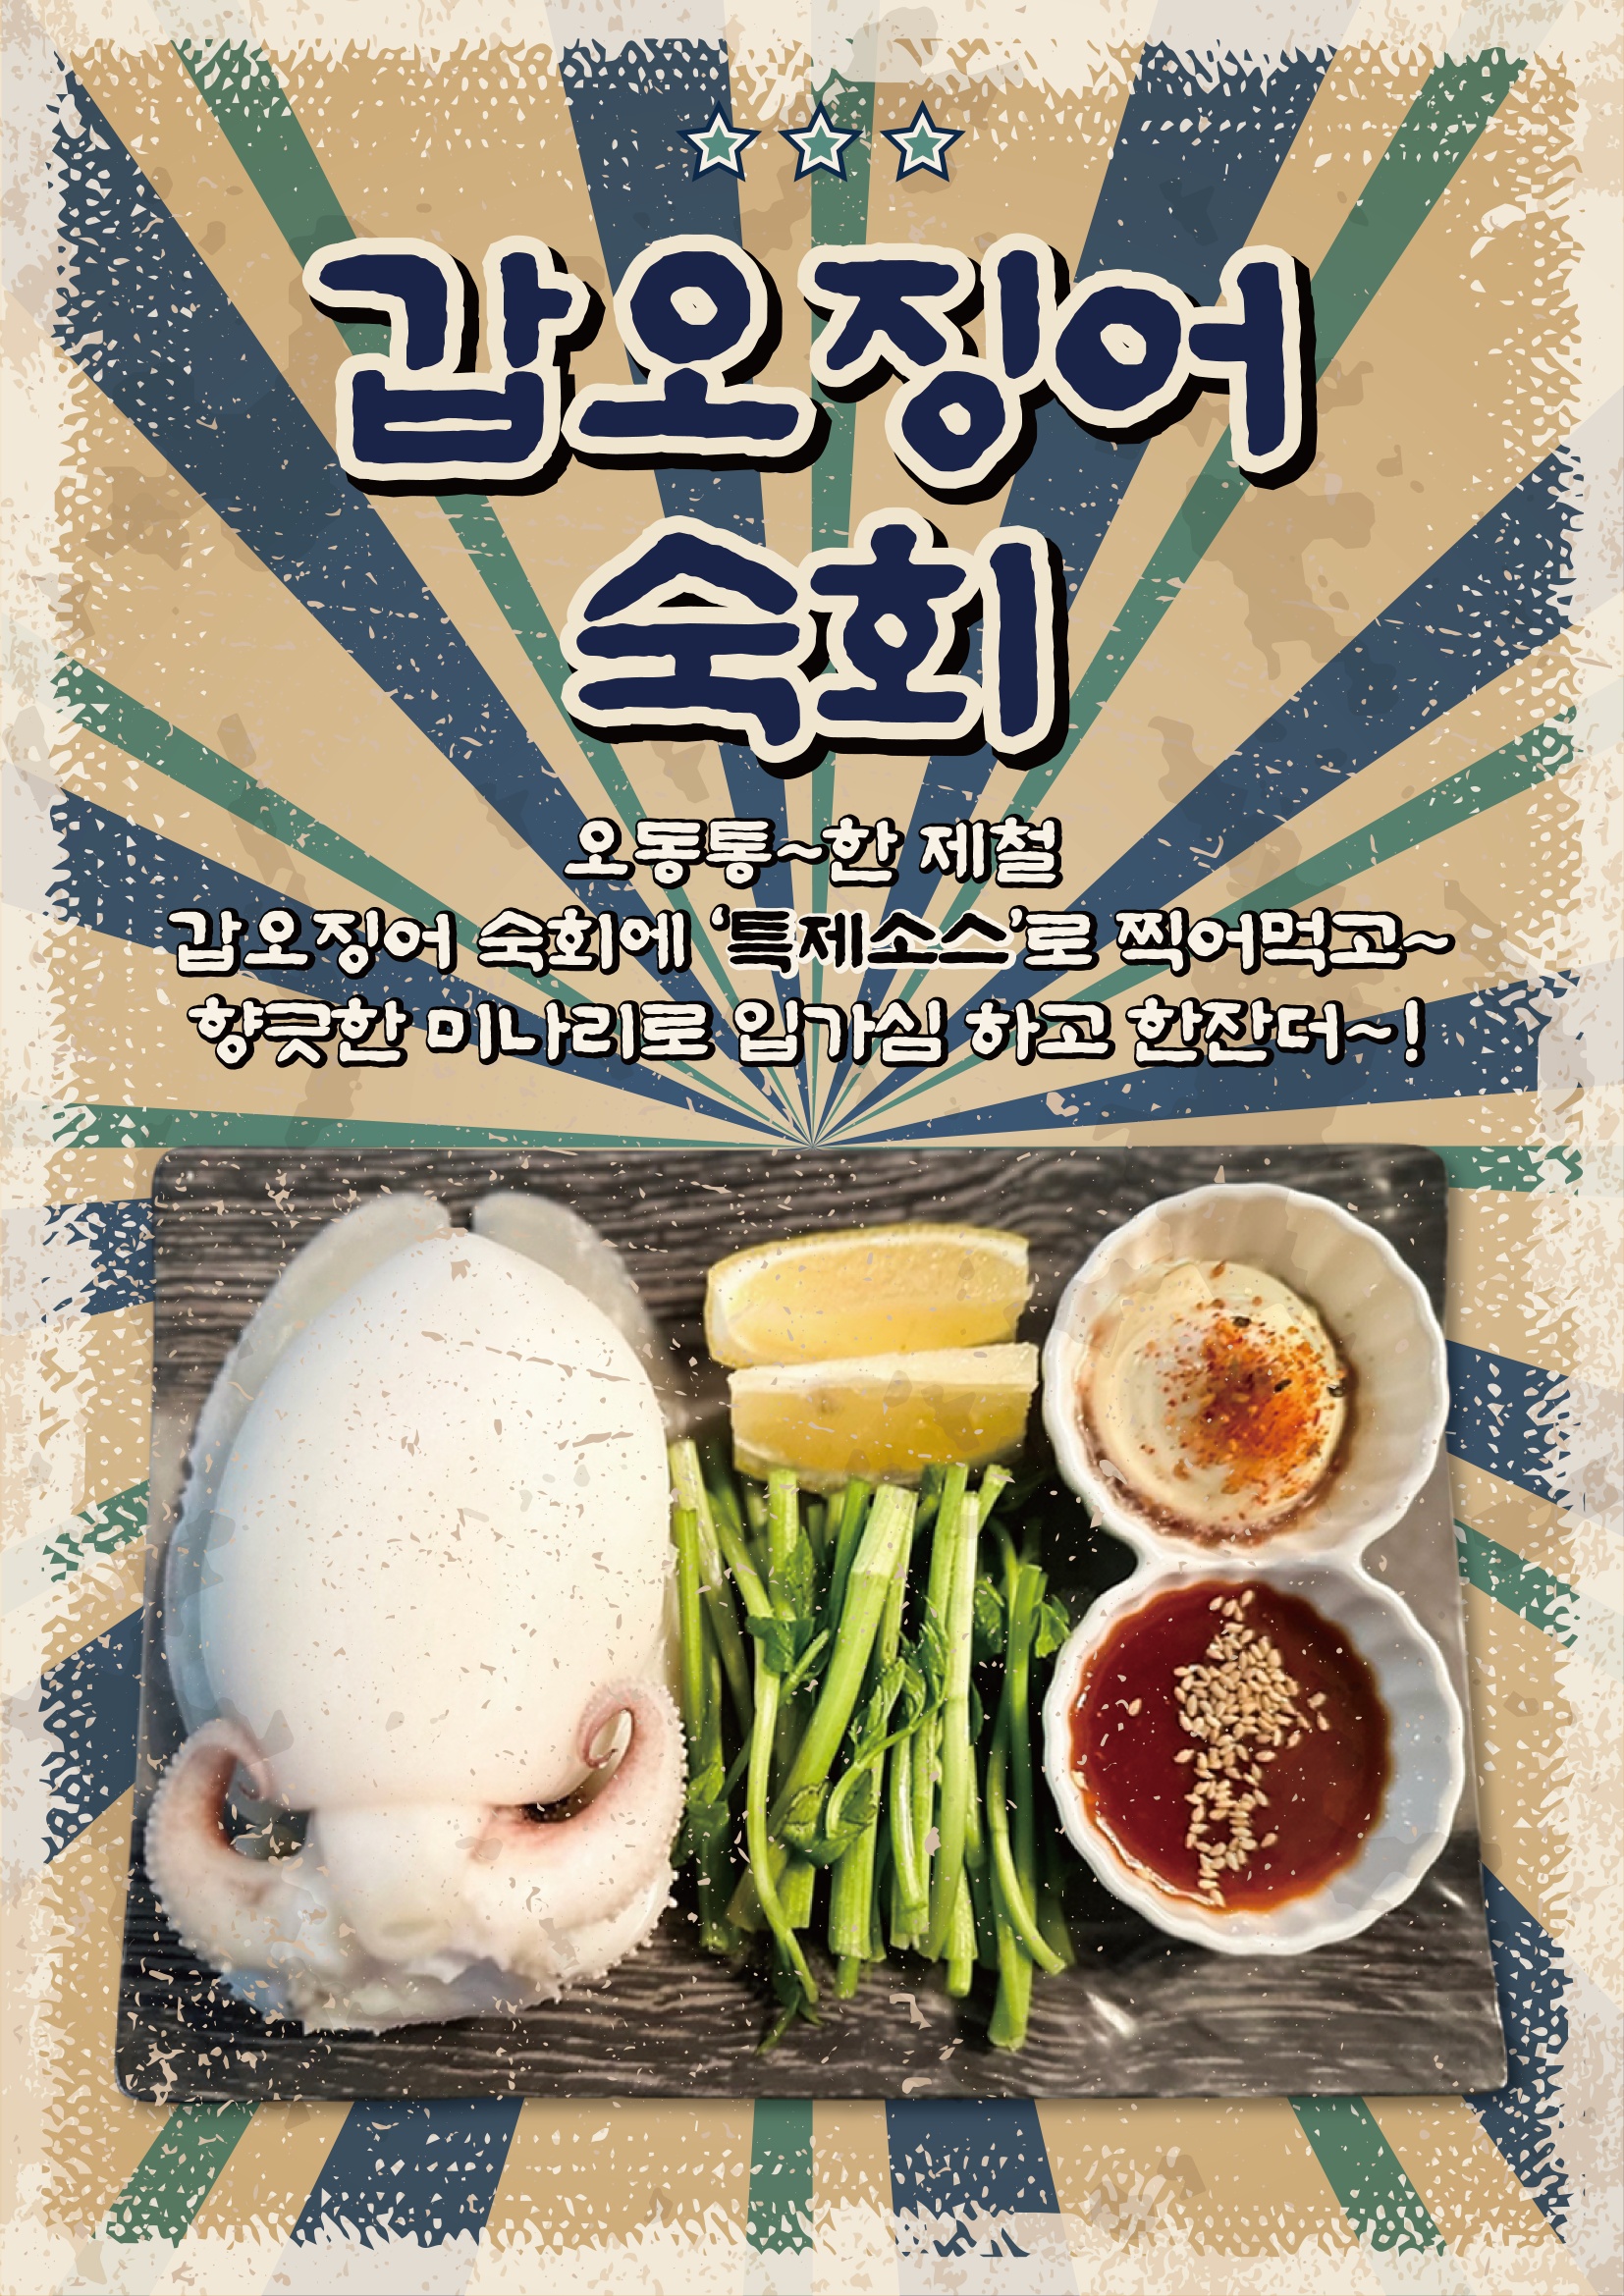 갑오징어
숙회
오동통~한 제철
갑오징어 숙회에 '특제소스'로 찍어먹고~
향긋한 미나리로 입가심 하고 한잔더~!